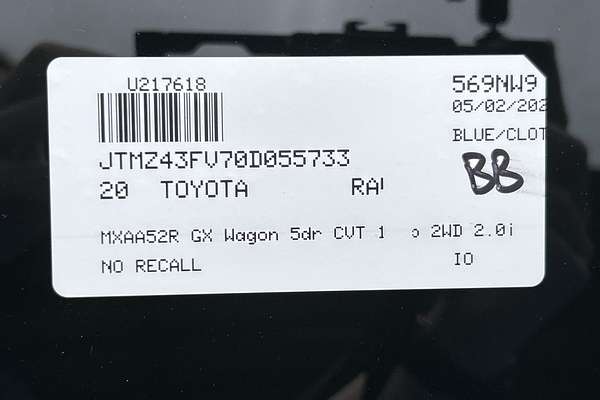 U217618 569NW9
05/02/202
BLUE/CLOT
JTMZ43FV70D055733
BB
20 TOYOTA RA
MXAA52R GX Wagon 5dr CVT 1 2WD 2.0i
NO RECALL IO